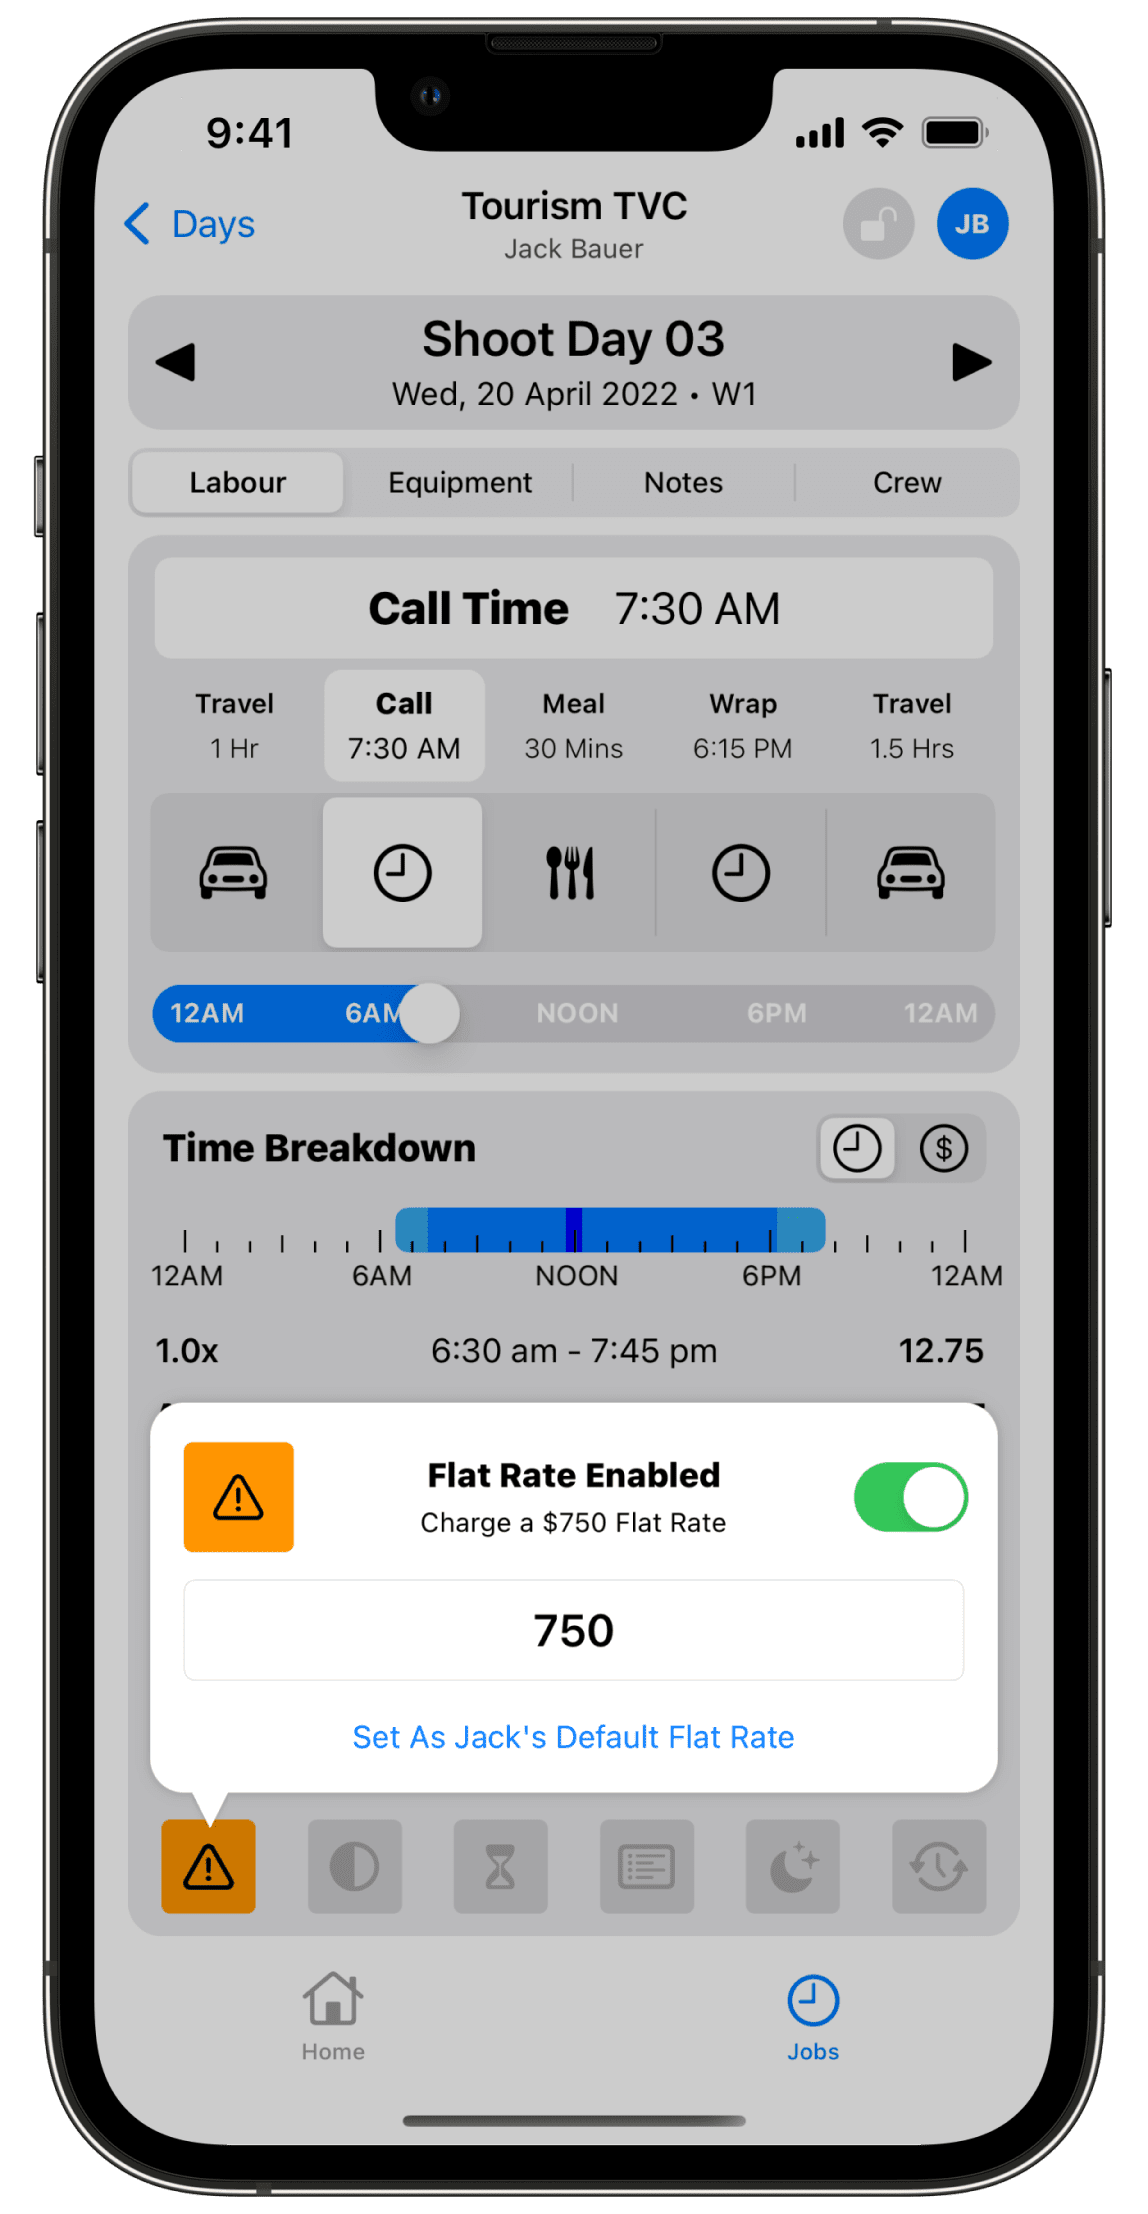 9:41
Days
Tourism TVC
Jack Bauer
JB
Shoot Day 03
Wed, 20 April 2022 • W1
Labour Equipment Notes Crew
Call Time 7:30 AM
Travel Call Meal Wrap Travel
1 Hr 7:30 AM 30 Mins 6:15 PM 1.5 Hrs
12AM 6AM NOON 6PM 12AM
Time Breakdown
$
12AM 6AM NOON 6PM 12AM
1.0x 6:30 am - 7:45 pm 12.75
Flat Rate Enabled
Charge a $750 Flat Rate
750
Set As Jack's Default Flat Rate
Home Jobs